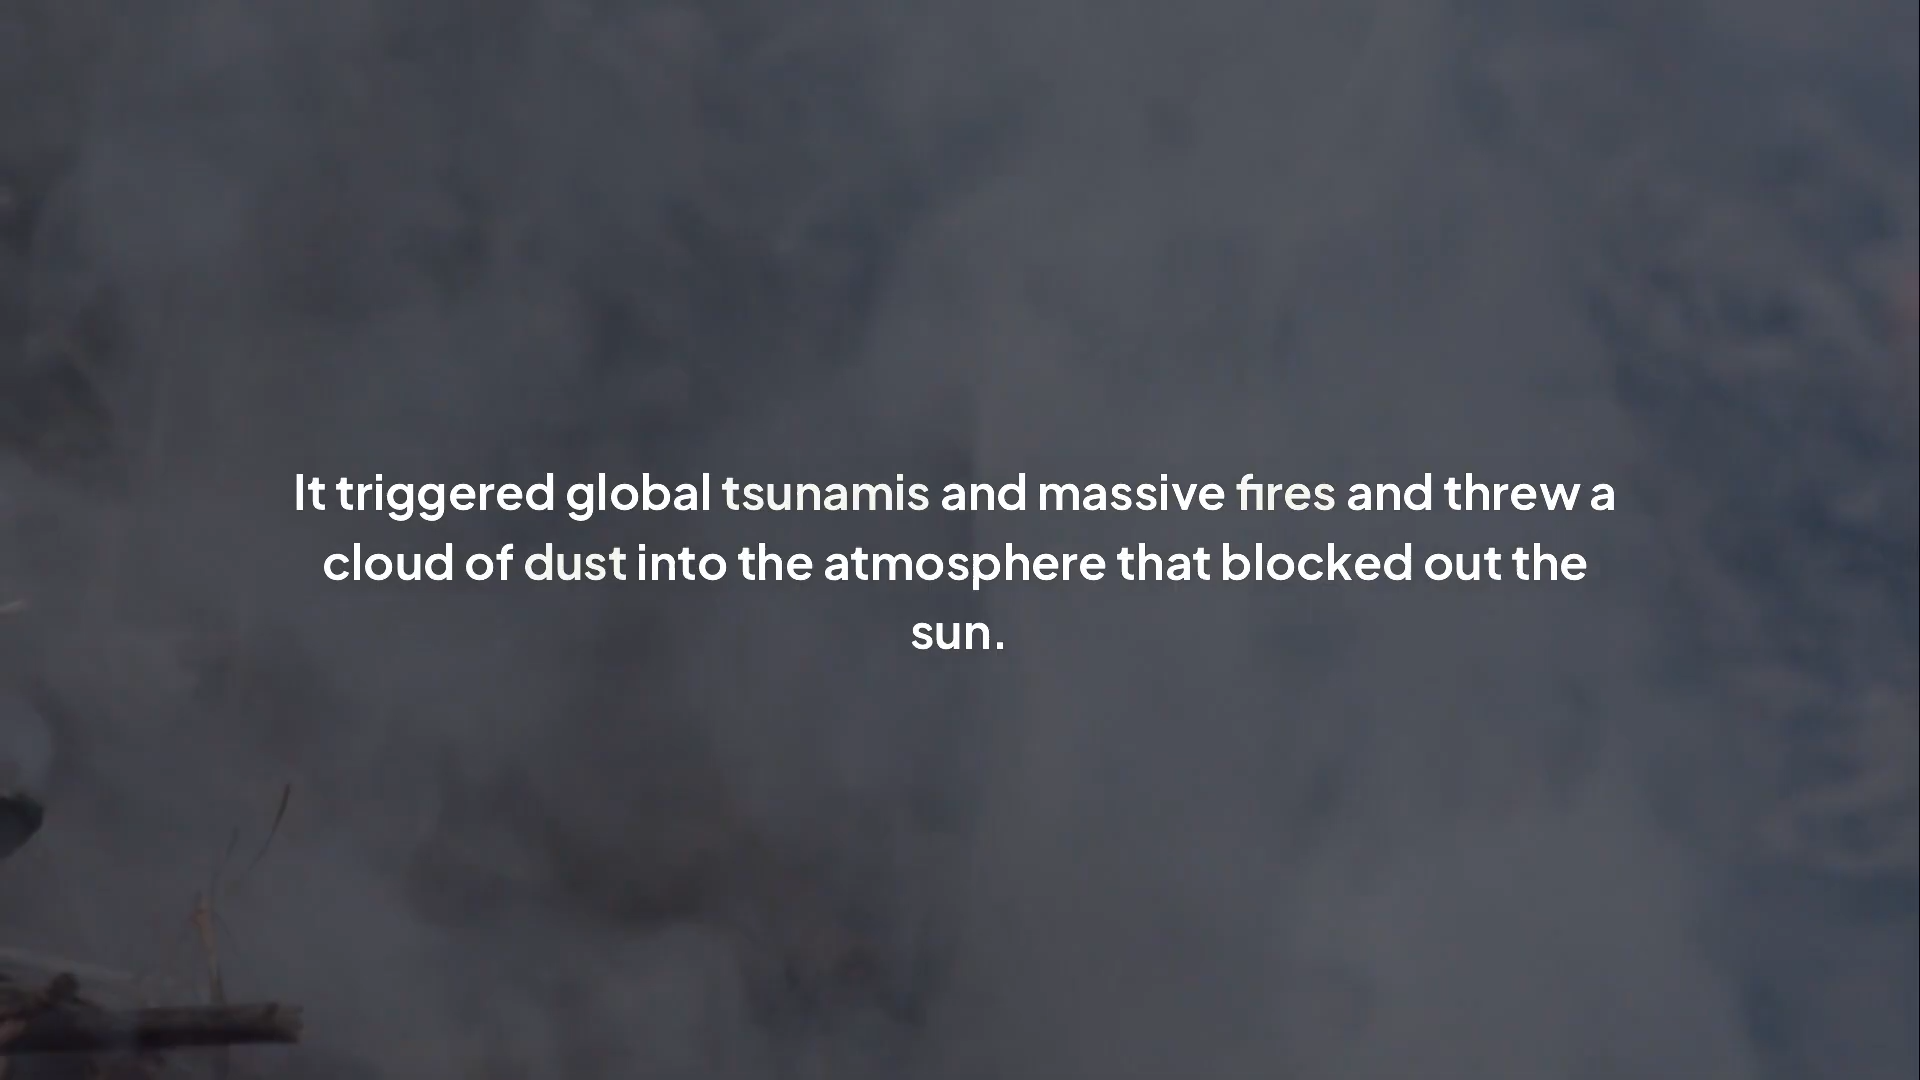 It triggered global tsunamis and massive fires and threw a
cloud of dust into the atmosphere that blocked out the
sun.